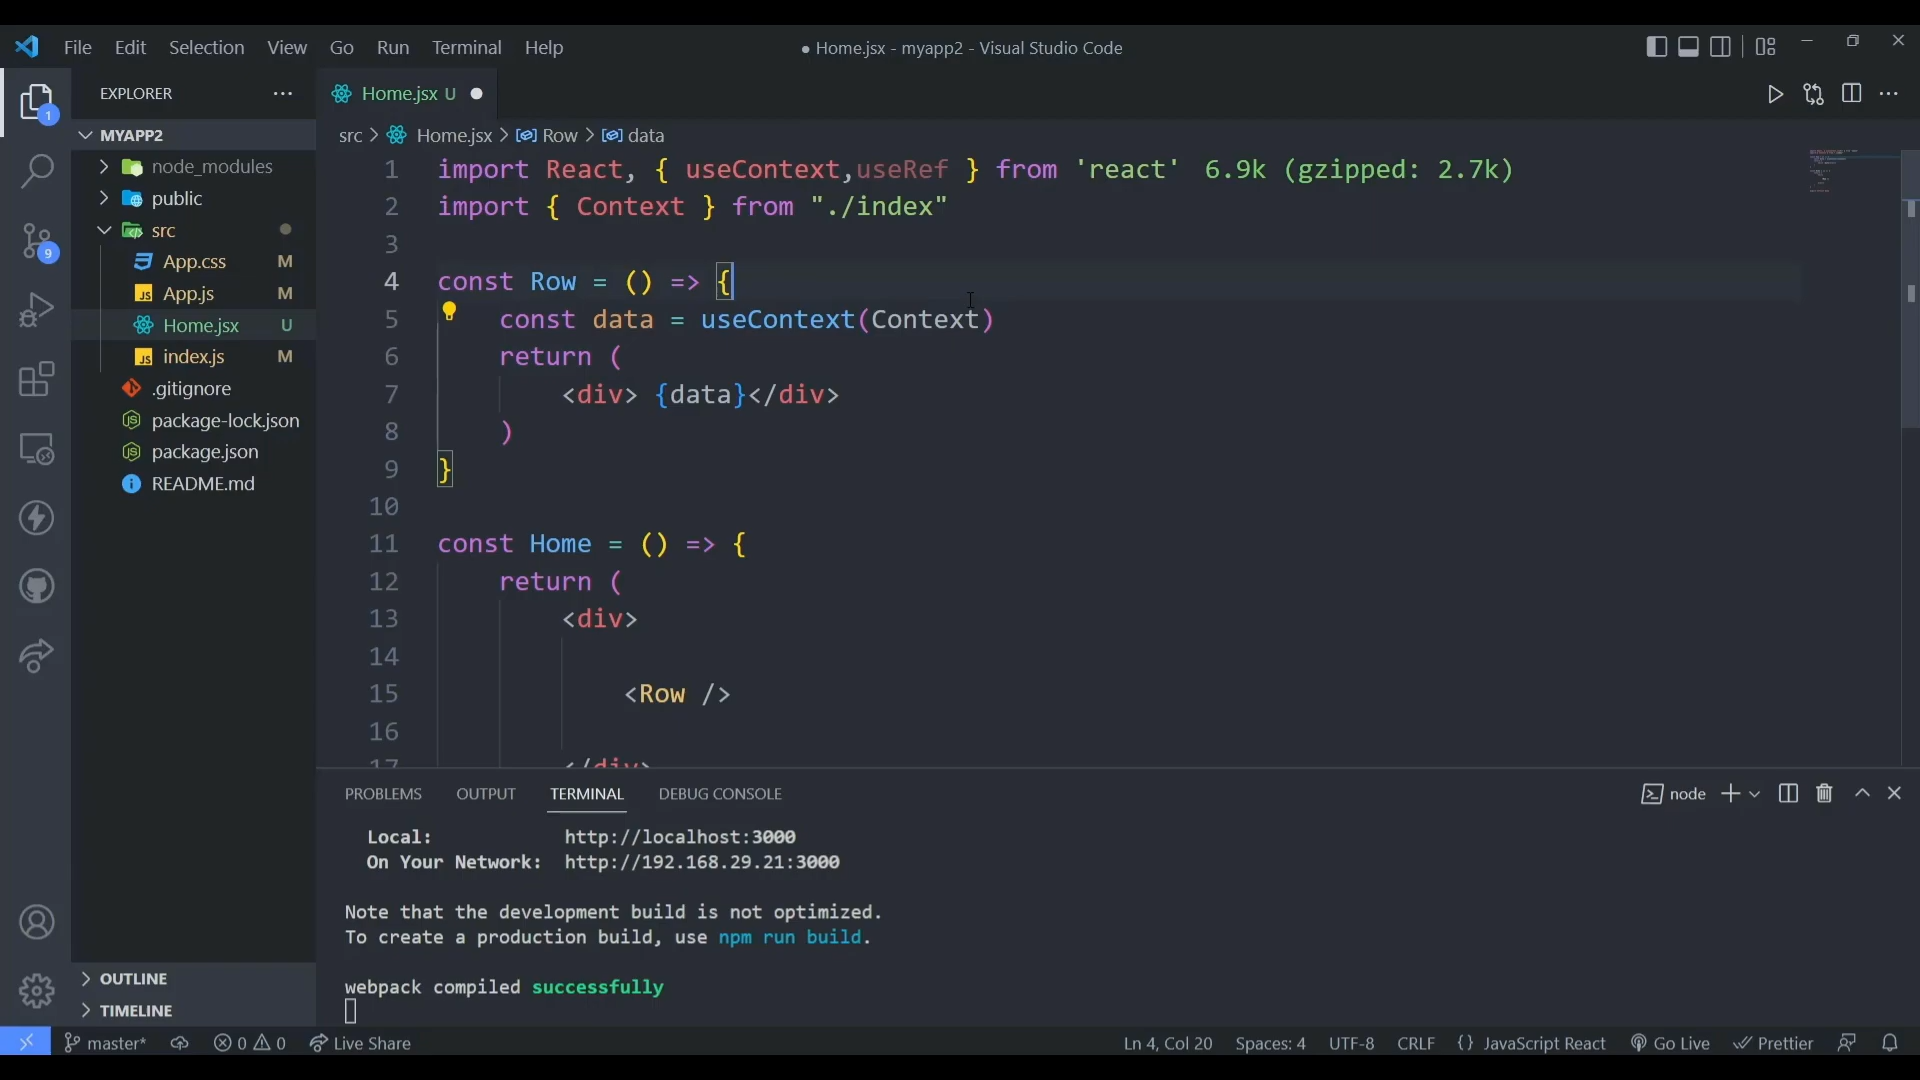 File Edit Selection View Go Run Terminal Help
● Home.jsx - myapp2 - Visual Studio Code
EXPLORER
Home.jsx U
1
MYAPP2
src > Home.jsx > Row > data
node_modules
public
src
App.css M
App.js M
Home.jsx U
index.js M
.gitignore
package-lock.json
package.json
README.md
9
1 import React, { useContext,useRef } from 'react' 6.9k (gzipped: 2.7k)
2 import { Context } from "./index"
3
4 const Row = () => {
5 const data = useContext(Context)
6 return (
7 <div> {data}</div>
8 )
9 }
10
11 const Home = () => {
12 return (
13 <div>
14
15 <Row />
16
17 </div>
PROBLEMS OUTPUT TERMINAL DEBUG CONSOLE
node
Local: http://localhost:3000
On Your Network: http://192.168.29.21:3000
Note that the development build is not optimized.
To create a production build, use npm run build.
webpack compiled successfully
OUTLINE
TIMELINE
master* 0 0 Live Share
Ln 4, Col 20 Spaces: 4 UTF-8 CRLF {} JavaScript React Go Live Prettier